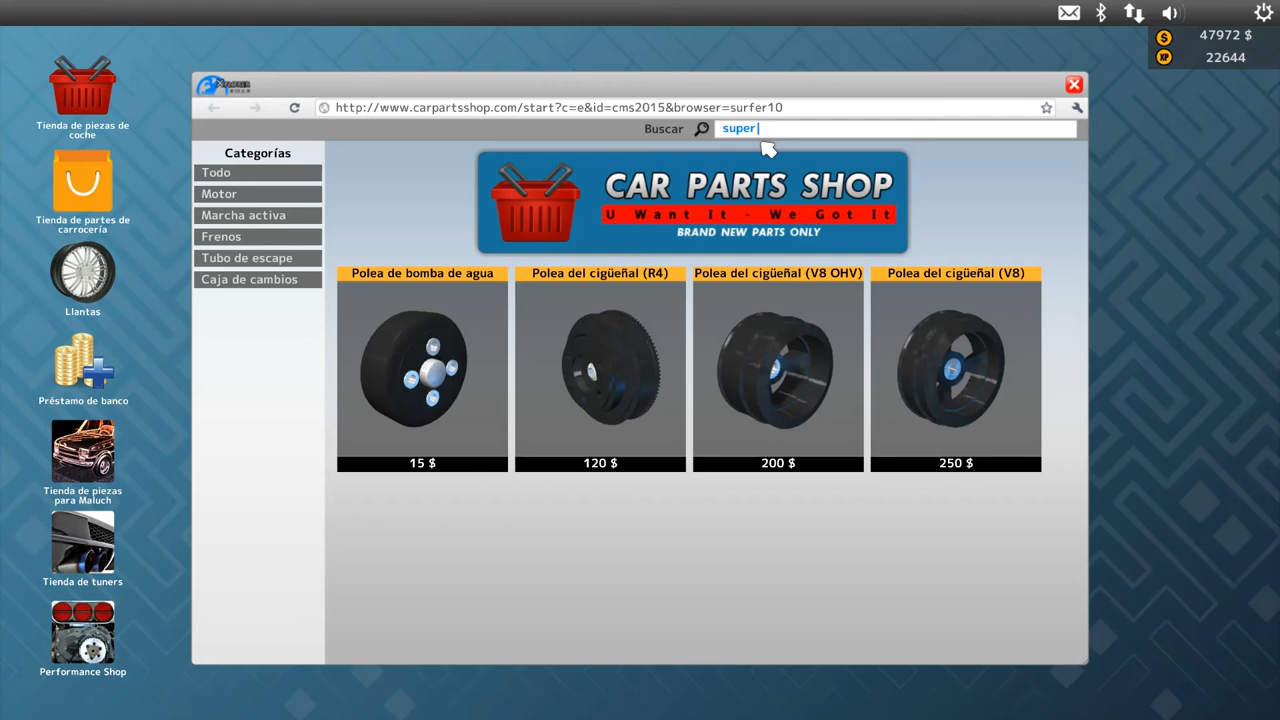 47972 $
22644
Tienda de piezas de
coche
Tienda de partes de
carrocería
Llantas
Préstamo de banco
Tienda de piezas
para Maluch
Tienda de tuners
Performance Shop
http://www.carpartsshop.com/start?c=e&id=cms2015&browser=surfer10
Buscar super
Categorías
Todo
Motor
Marcha activa
Frenos
Tubo de escape
Caja de cambios
CAR PARTS SHOP
U Want It - We Got It
BRAND NEW PARTS ONLY
Polea de bomba de agua
15 $
Polea del cigüeñal (R4)
120 $
Polea del cigüeñal (V8 OHV)
200 $
Polea del cigüeñal (V8)
250 $